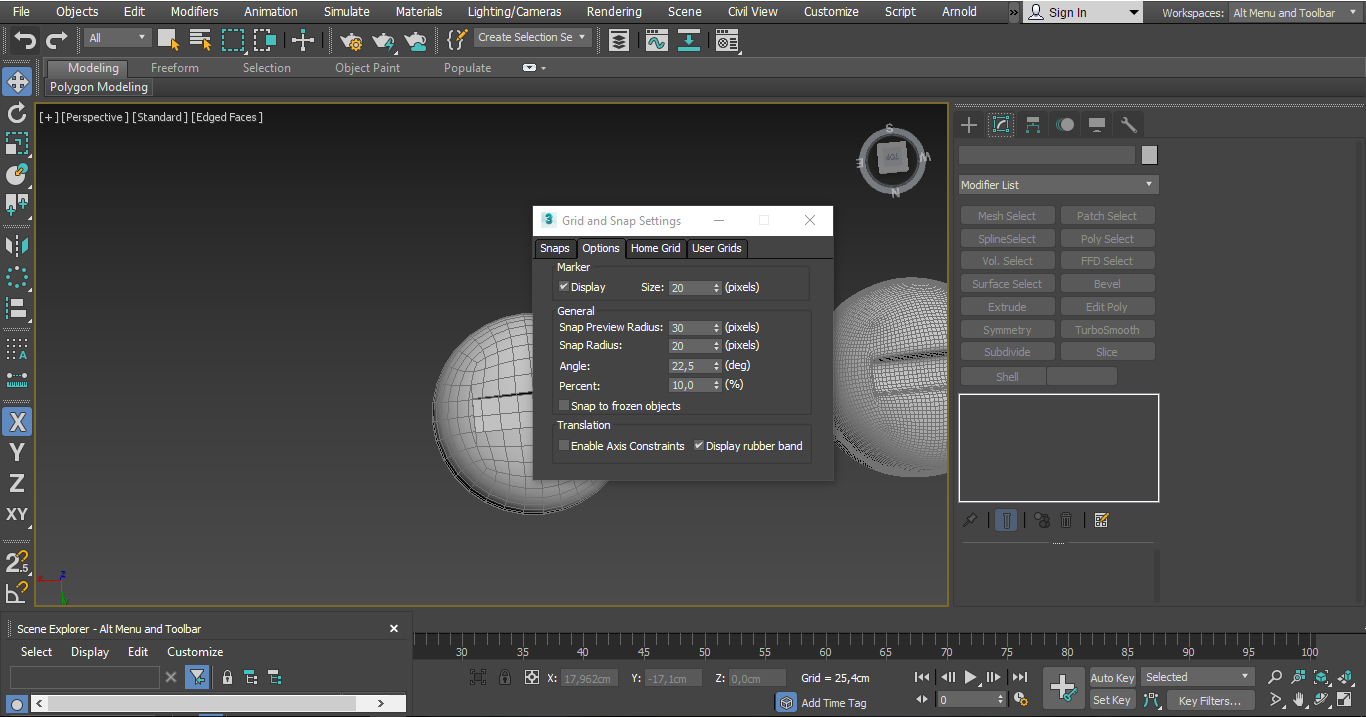 File Objects Edit Modifiers Animation Simulate Materials Lighting/Cameras Rendering Scene Civil View Customize Script Arnold » Sign In Workspaces: Alt Menu and Toolbar
All Create Selection Se
Modeling Freeform Selection Object Paint Populate
Polygon Modeling
[+] [Perspective] [Standard] [Edged Faces]
S
E TOP W
N
Modifier List
Mesh Select Patch Select
SplineSelect Poly Select
Vol. Select FFD Select
Surface Select Bevel
Extrude Edit Poly
Symmetry TurboSmooth
Subdivide Slice
Shell
3 Grid and Snap Settings
Snaps Options Home Grid User Grids
Marker
Display Size: 20 (pixels)
General
Snap Preview Radius: 30 (pixels)
Snap Radius: 20 (pixels)
Angle: 22,5 (deg)
Percent: 10,0 (%)
Snap to frozen objects
Translation
Enable Axis Constraints Display rubber band
A
X
Y
Z
XY
2.5
x z
Scene Explorer - Alt Menu and Toolbar
Select Display Edit Customize
30 35 40 45 50 55 60 65 70 75 80 85 90 95 100
X: 17,962cm Y: -17,1cm Z: 0,0cm Grid = 25,4cm
Add Time Tag
0
Auto Key Selected
Set Key Key Filters...